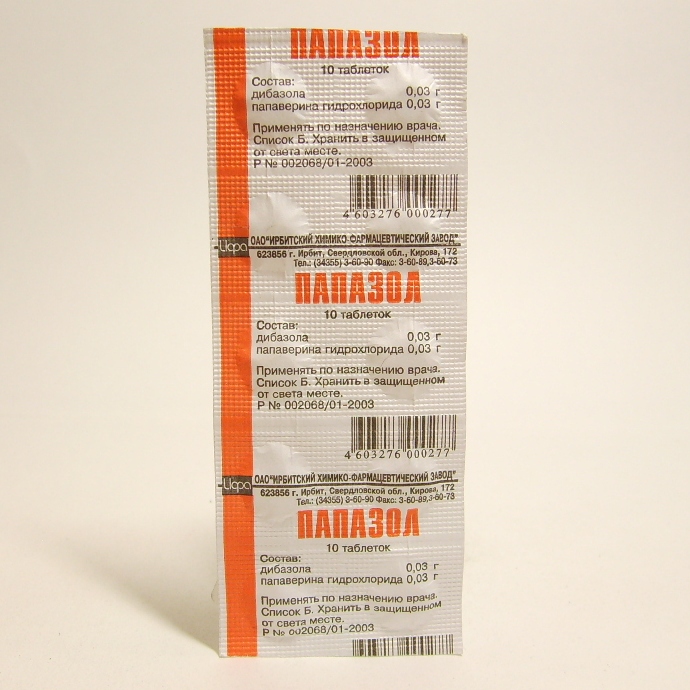 ПАПАЗОЛ
10 таблеток
Состав:
дибазола 0,03 г
папаверина гидрохлорида 0,03 г
Применять по назначению врача.
Список Б. Хранить в защищенном
от света месте.
Р № 002068/01-2003
4 603276 000277
Ирфа ОАО"ИРБИТСКИЙ ХИМИКО-ФАРМАЦЕВТИЧЕСКИЙ ЗАВОД"
623856 г. Ирбит, Свердловской обл., Кирова, 172
Тел.: (34355) 3-60-90 Факс: 3-60-89,3-60-73
ПАПАЗОЛ
10 таблеток
Состав:
дибазола 0,03 г
папаверина гидрохлорида 0,03 г
Применять по назначению врача.
Список Б. Хранить в защищенном
от света месте.
Р № 002068/01-2003
4 603276 000277
Ирфа ОАО"ИРБИТСКИЙ ХИМИКО-ФАРМАЦЕВТИЧЕСКИЙ ЗАВОД"
623856 г. Ирбит, Свердловской обл., Кирова, 172
Тел.: (34355) 3-60-90 Факс: 3-60-89,3-60-73
ПАПАЗОЛ
10 таблеток
Состав:
дибазола 0,03 г
папаверина гидрохлорида 0,03 г
Применять по назначению врача.
Список Б. Хранить в защищенном
от света месте.
Р № 002068/01-2003